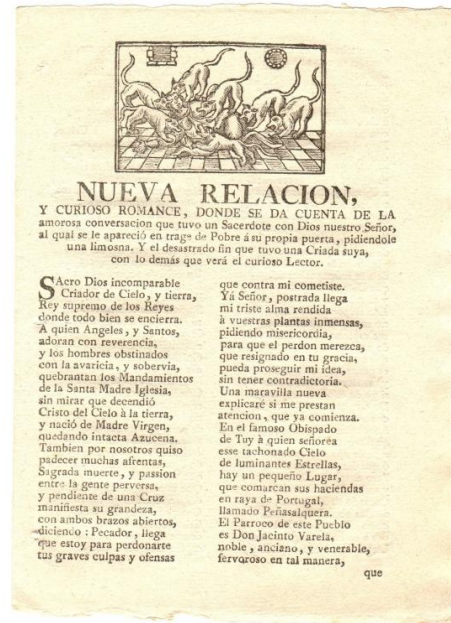 NUEVA RELACION,
Y CURIOSO ROMANCE, DONDE SE DA CUENTA DE LA
amorosa conversacion que tuvo un Sacerdote con Dios nuestro Señor,
al qual se le apareció en trage de Pobre á su propia puerta, pidiendole
una limosna. Y el desastrado fin que tuvo una Criada suya,
con lo demás que verá el curioso Lector.
SAcro Dios incomparable
Criador de Cielo, y tierra,
Rey supremo de los Reyes
donde todo bien se encierra.
A quien Angeles, y Santos,
adoran con reverencia,
y los hombres obstinados
con la avaricia, y sobervia,
quebrantan los Mandamientos
de la Santa Madre Iglesia,
sin mirar que decendió
Cristo del Cielo à la tierra,
y nació de Madre Virgen,
quedando intacta Azucena.
Tambien por nosotros quiso
padecer muchas afrentas,
Sagrada muerte, y passion
entre la gente perversa,
y pendiente de una Cruz
manifiesta su grandeza,
con ambos brazos abiertos,
diciendo : Pecador, llega
que estoy para perdonarte
tus graves culpas y ofensas
que contra mi cometiste.
Yá Señor, postrada llega
mi triste alma rendida
à vuestras plantas inmensas,
pidiendo misericordia,
para que el perdon merezca,
que resignado en tu gracia,
pueda proseguir mi idea,
sin tener contradictoria.
Una maravilla nueva
explicaré si me prestan
atencion, que ya comienza.
En el famoso Obispado
de Tuy à quien señorea
esse tachonado Cielo
de luminantes Estrellas,
hay un pequeño Lugar,
que comarcan sus haciendas
en raya de Portugal,
llamado Peñasalquera.
El Parroco de este Pueblo
es Don Jacinto Varela,
noble , anciano, y venerable,
fervoroso en tal manera,
que